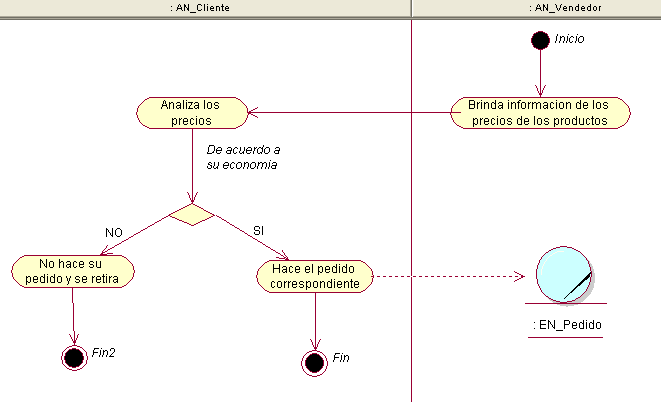 : AN_Cliente
: AN_Vendedor
Inicio
Analiza los
precios
Brinda informacion de los
precios de los productos
De acuerdo a
su economia
NO
SI
No hace su
pedido y se retira
Hace el pedido
correspondiente
: EN_Pedido
Fin2
Fin